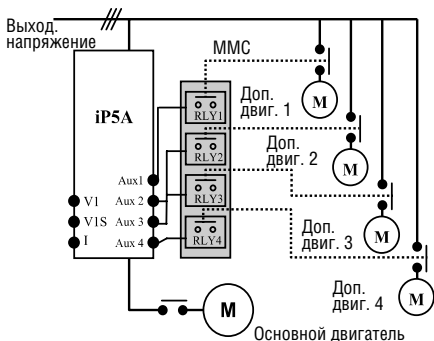 Выход.
напряжение
MMC
iP5A
RLY1
RLY2
RLY3
RLY4
Aux1
Aux 2
Aux 3
Aux 4
V1
V1S
I
Доп.
двиг. 1
M
Доп.
двиг. 2
M
Доп.
двиг. 3
M
Доп.
двиг. 4
M
M
Основной двигатель